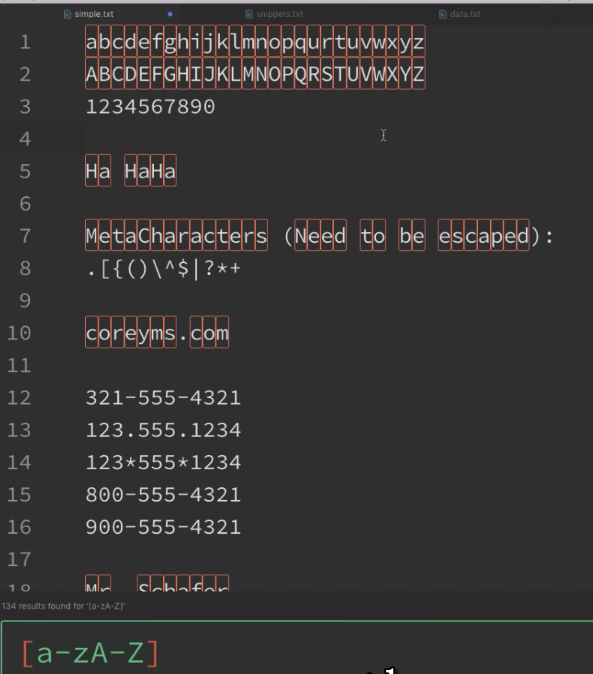 simple.txt snippets.txt data.txt
1 abcdefghijklmnopqurtuvwxyz
2 ABCDEFGHIJKLMNOPQRSTUVWXYZ
3 1234567890
4
5 Ha HaHa
6
7 MetaCharacters (Need to be escaped):
8 .[{()\^$|?*+
9
10 coreyms.com
11
12 321-555-4321
13 123.555.1234
14 123*555*1234
15 800-555-4321
16 900-555-4321
17
18 Mr. Schafer
134 results found for '[a-zA-Z]'
[a-zA-Z]